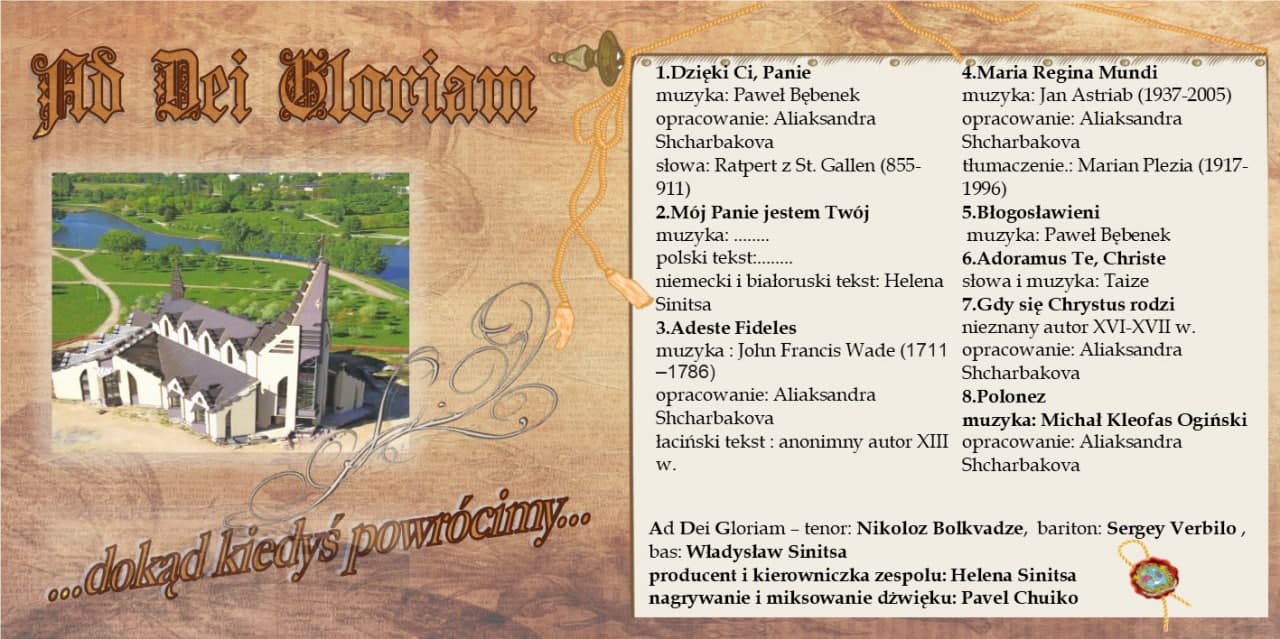 Ad Dei Gloriam
...dokąd kiedyś powrócimy...
1.Dzięki Ci, Panie
muzyka: Paweł Bębenek
opracowanie: Aliaksandra
Shcharbakova
słowa: Ratpert z St. Gallen (855-
911)
2.Mój Panie jestem Twój
muzyka: ........
polski tekst:........
niemecki i białoruski tekst: Helena
Sinitsa
3.Adeste Fideles
muzyka : John Francis Wade (1711
–1786)
opracowanie: Aliaksandra
Shcharbakova
łaciński tekst : anonimny autor XIII
w.
4.Maria Regina Mundi
muzyka: Jan Astriab (1937-2005)
opracowanie: Aliaksandra
Shcharbakova
tłumaczenie.: Marian Plezia (1917-
1996)
5.Błogosławieni
muzyka: Paweł Bębenek
6.Adoramus Te, Christe
słowa i muzyka: Taize
7.Gdy się Chrystus rodzi
nieznany autor XVI-XVII w.
opracowanie: Aliaksandra
Shcharbakova
8.Polonez
muzyka: Michał Kleofas Ogiński
opracowanie: Aliaksandra
Shcharbakova
Ad Dei Gloriam – tenor: Nikoloz Bolkvadze, bariton: Sergey Verbilo ,
bas: Władysław Sinitsa
producent i kierowniczka zespolu: Helena Sinitsa
nagrywanie i miksowanie dżwięku: Pavel Chuiko